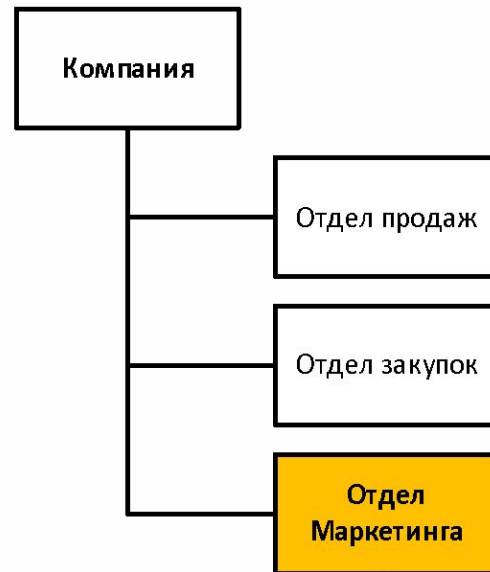 Компания
Отдел продаж
Отдел закупок
Отдел
Маркетинга